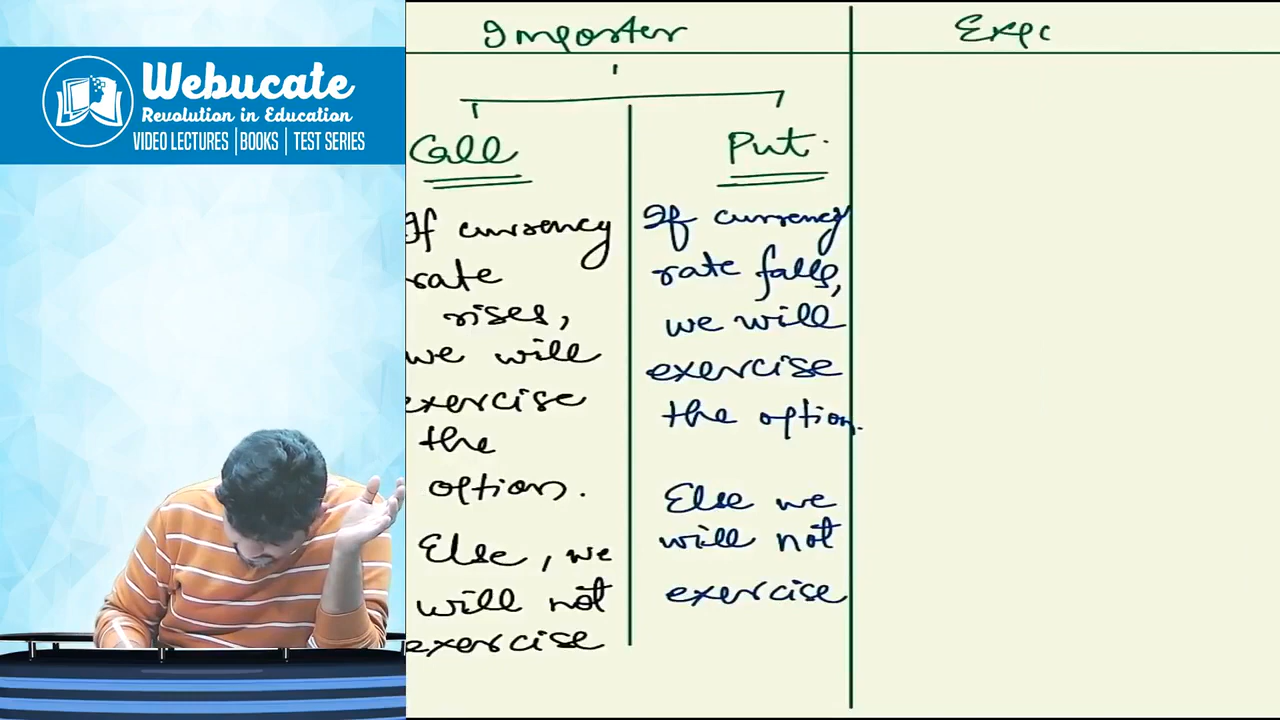 Webucate
Revolution in Education
VIDEO LECTURES | BOOKS | TEST SERIES
Importer
Call
If currency
rate
rises,
we will
exercise
the
option.
Else, we
will not
exercise
Put.
If currency
rate falls,
we will
exercise
the option.
Else we
will not
exercise
Expo